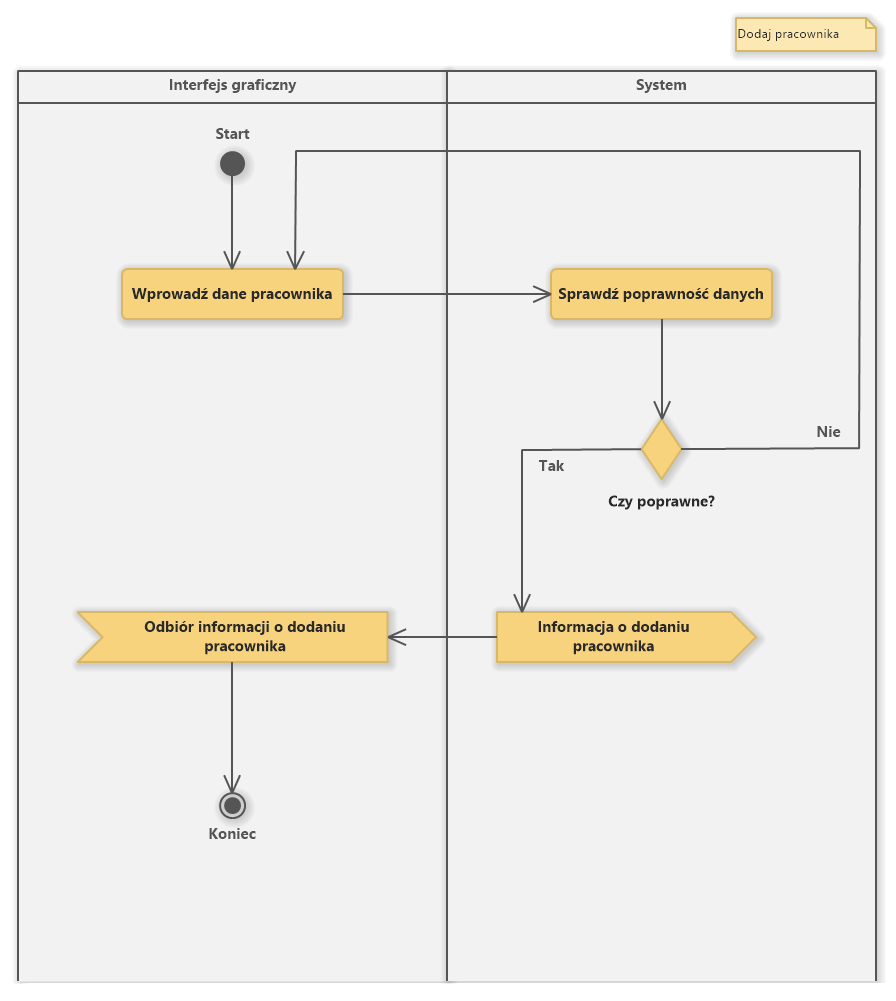 Dodaj pracownika
Interfejs graficzny
System
Start
Wprowadź dane pracownika
Sprawdź poprawność danych
Nie
Tak
Czy poprawne?
Odbiór informacji o dodaniu
pracownika
Informacja o dodaniu
pracownika
Koniec